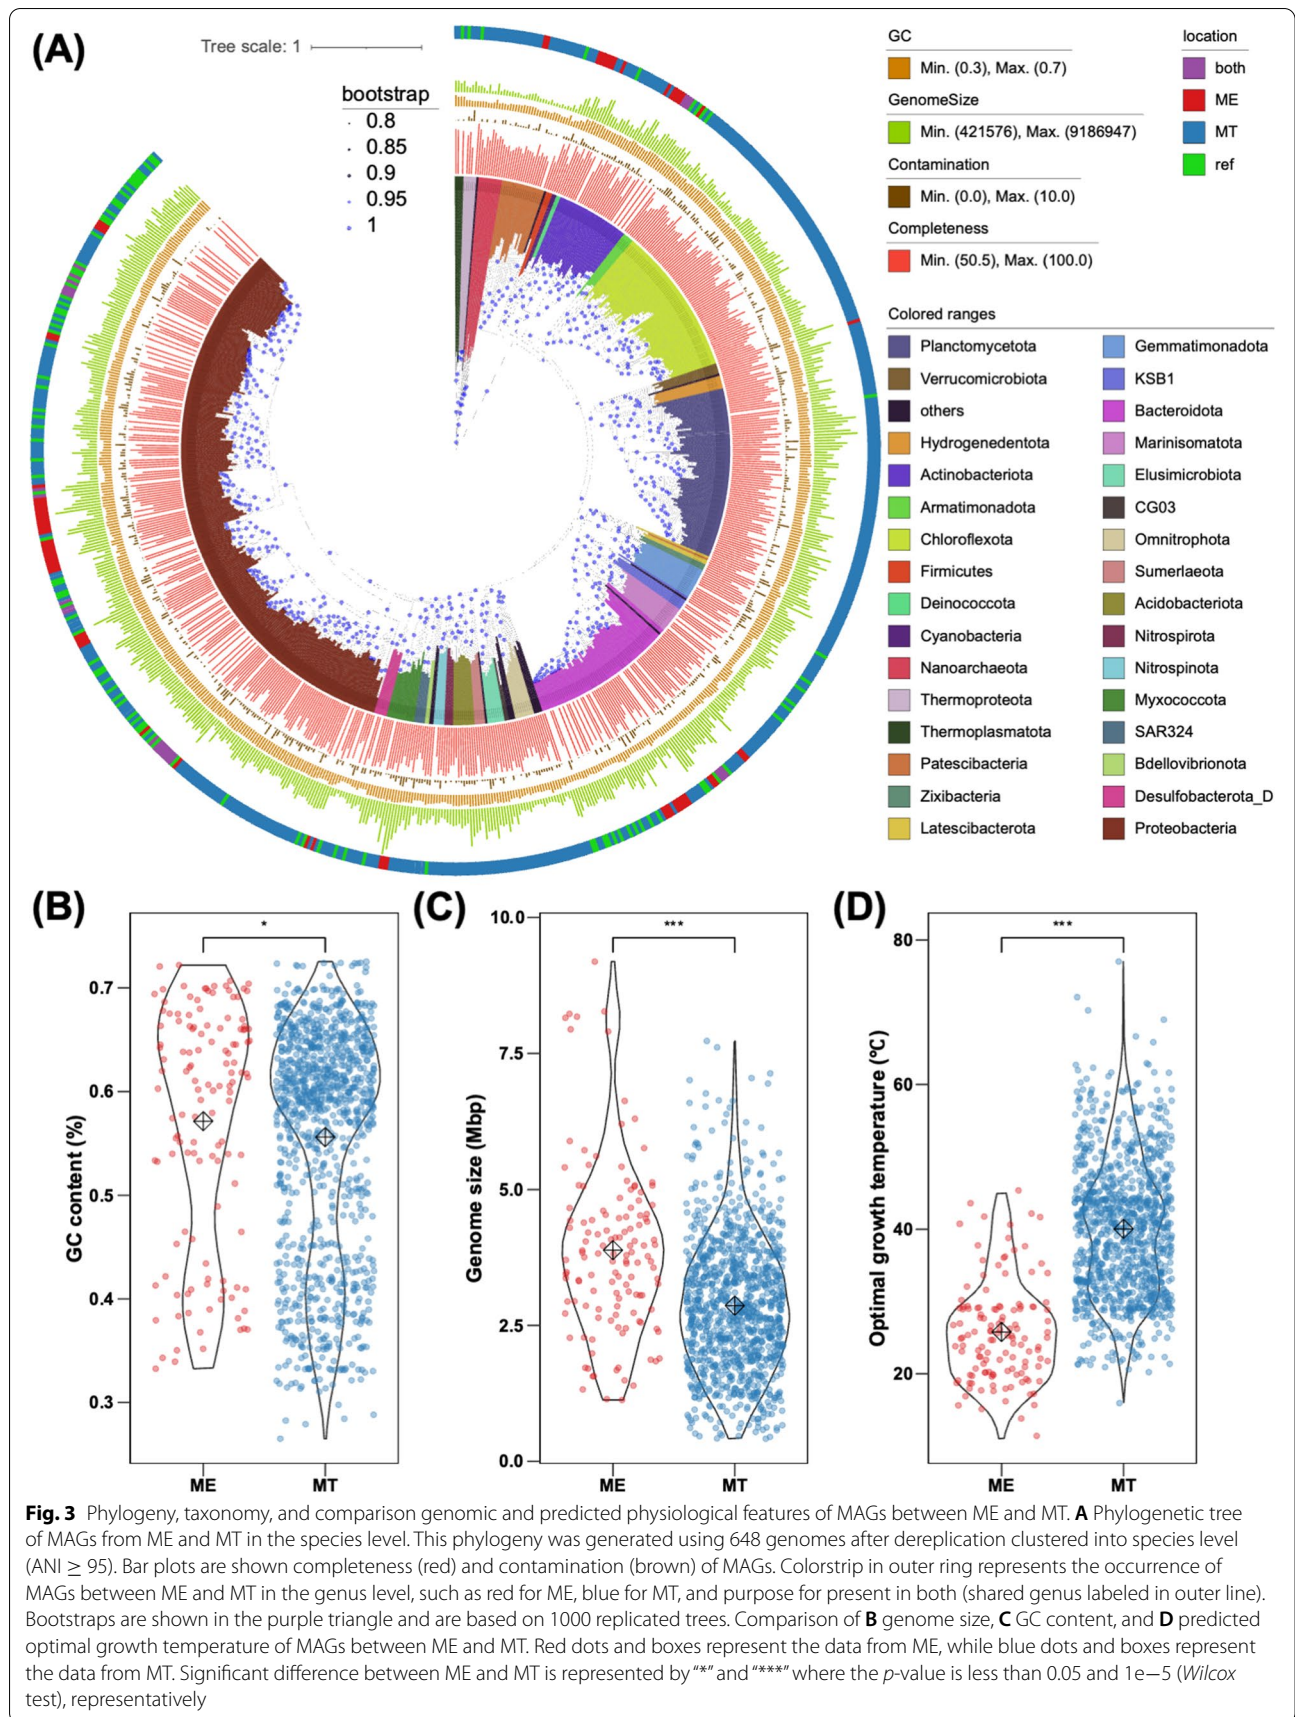 (A)
Tree scale: 1
bootstrap
0.8
0.85
0.9
0.95
1
GC
Min. (0.3), Max. (0.7)
GenomeSize
Min. (421576), Max. (9186947)
Contamination
Min. (0.0), Max. (10.0)
Completeness
Min. (50.5), Max. (100.0)
location
both
ME
MT
ref
Colored ranges
Planctomycetota
Verrucomicrobiota
others
Hydrogenedentota
Actinobacteriota
Armatimonadota
Chloroflexota
Firmicutes
Deinococcota
Cyanobacteria
Nanoarchaeota
Thermoproteota
Thermoplasmatota
Patescibacteria
Zixibacteria
Latescibacterota
Gemmatimonadota
KSB1
Bacteroidota
Marinisomatota
Elusimicrobiota
CG03
Omnitrophota
Sumerlaeota
Acidobacteriota
Nitrospirota
Nitrospinota
Myxococcota
SAR324
Bdellovibrionota
Desulfobacterota_D
Proteobacteria
(B)
*
GC content (%)
0.7
0.6
0.5
0.4
0.3
ME
MT
(C)
***
Genome size (Mbp)
10.0
7.5
5.0
2.5
0.0
ME
MT
(D)
***
Optimal growth temperature (°C)
80
60
40
20
ME
MT
Fig. 3 Phylogeny, taxonomy, and comparison genomic and predicted physiological features of MAGs between ME and MT. A Phylogenetic tree
of MAGs from ME and MT in the species level. This phylogeny was generated using 648 genomes after dereplication clustered into species level
(ANI ≥ 95). Bar plots are shown completeness (red) and contamination (brown) of MAGs. Colorstrip in outer ring represents the occurrence of
MAGs between ME and MT in the genus level, such as red for ME, blue for MT, and purpose for present in both (shared genus labeled in outer line).
Bootstraps are shown in the purple triangle and are based on 1000 replicated trees. Comparison of B genome size, C GC content, and D predicted
optimal growth temperature of MAGs between ME and MT. Red dots and boxes represent the data from ME, while blue dots and boxes represent
the data from MT. Significant difference between ME and MT is represented by “*” and “***” where the p-value is less than 0.05 and 1e−5 (Wilcox
test), representatively